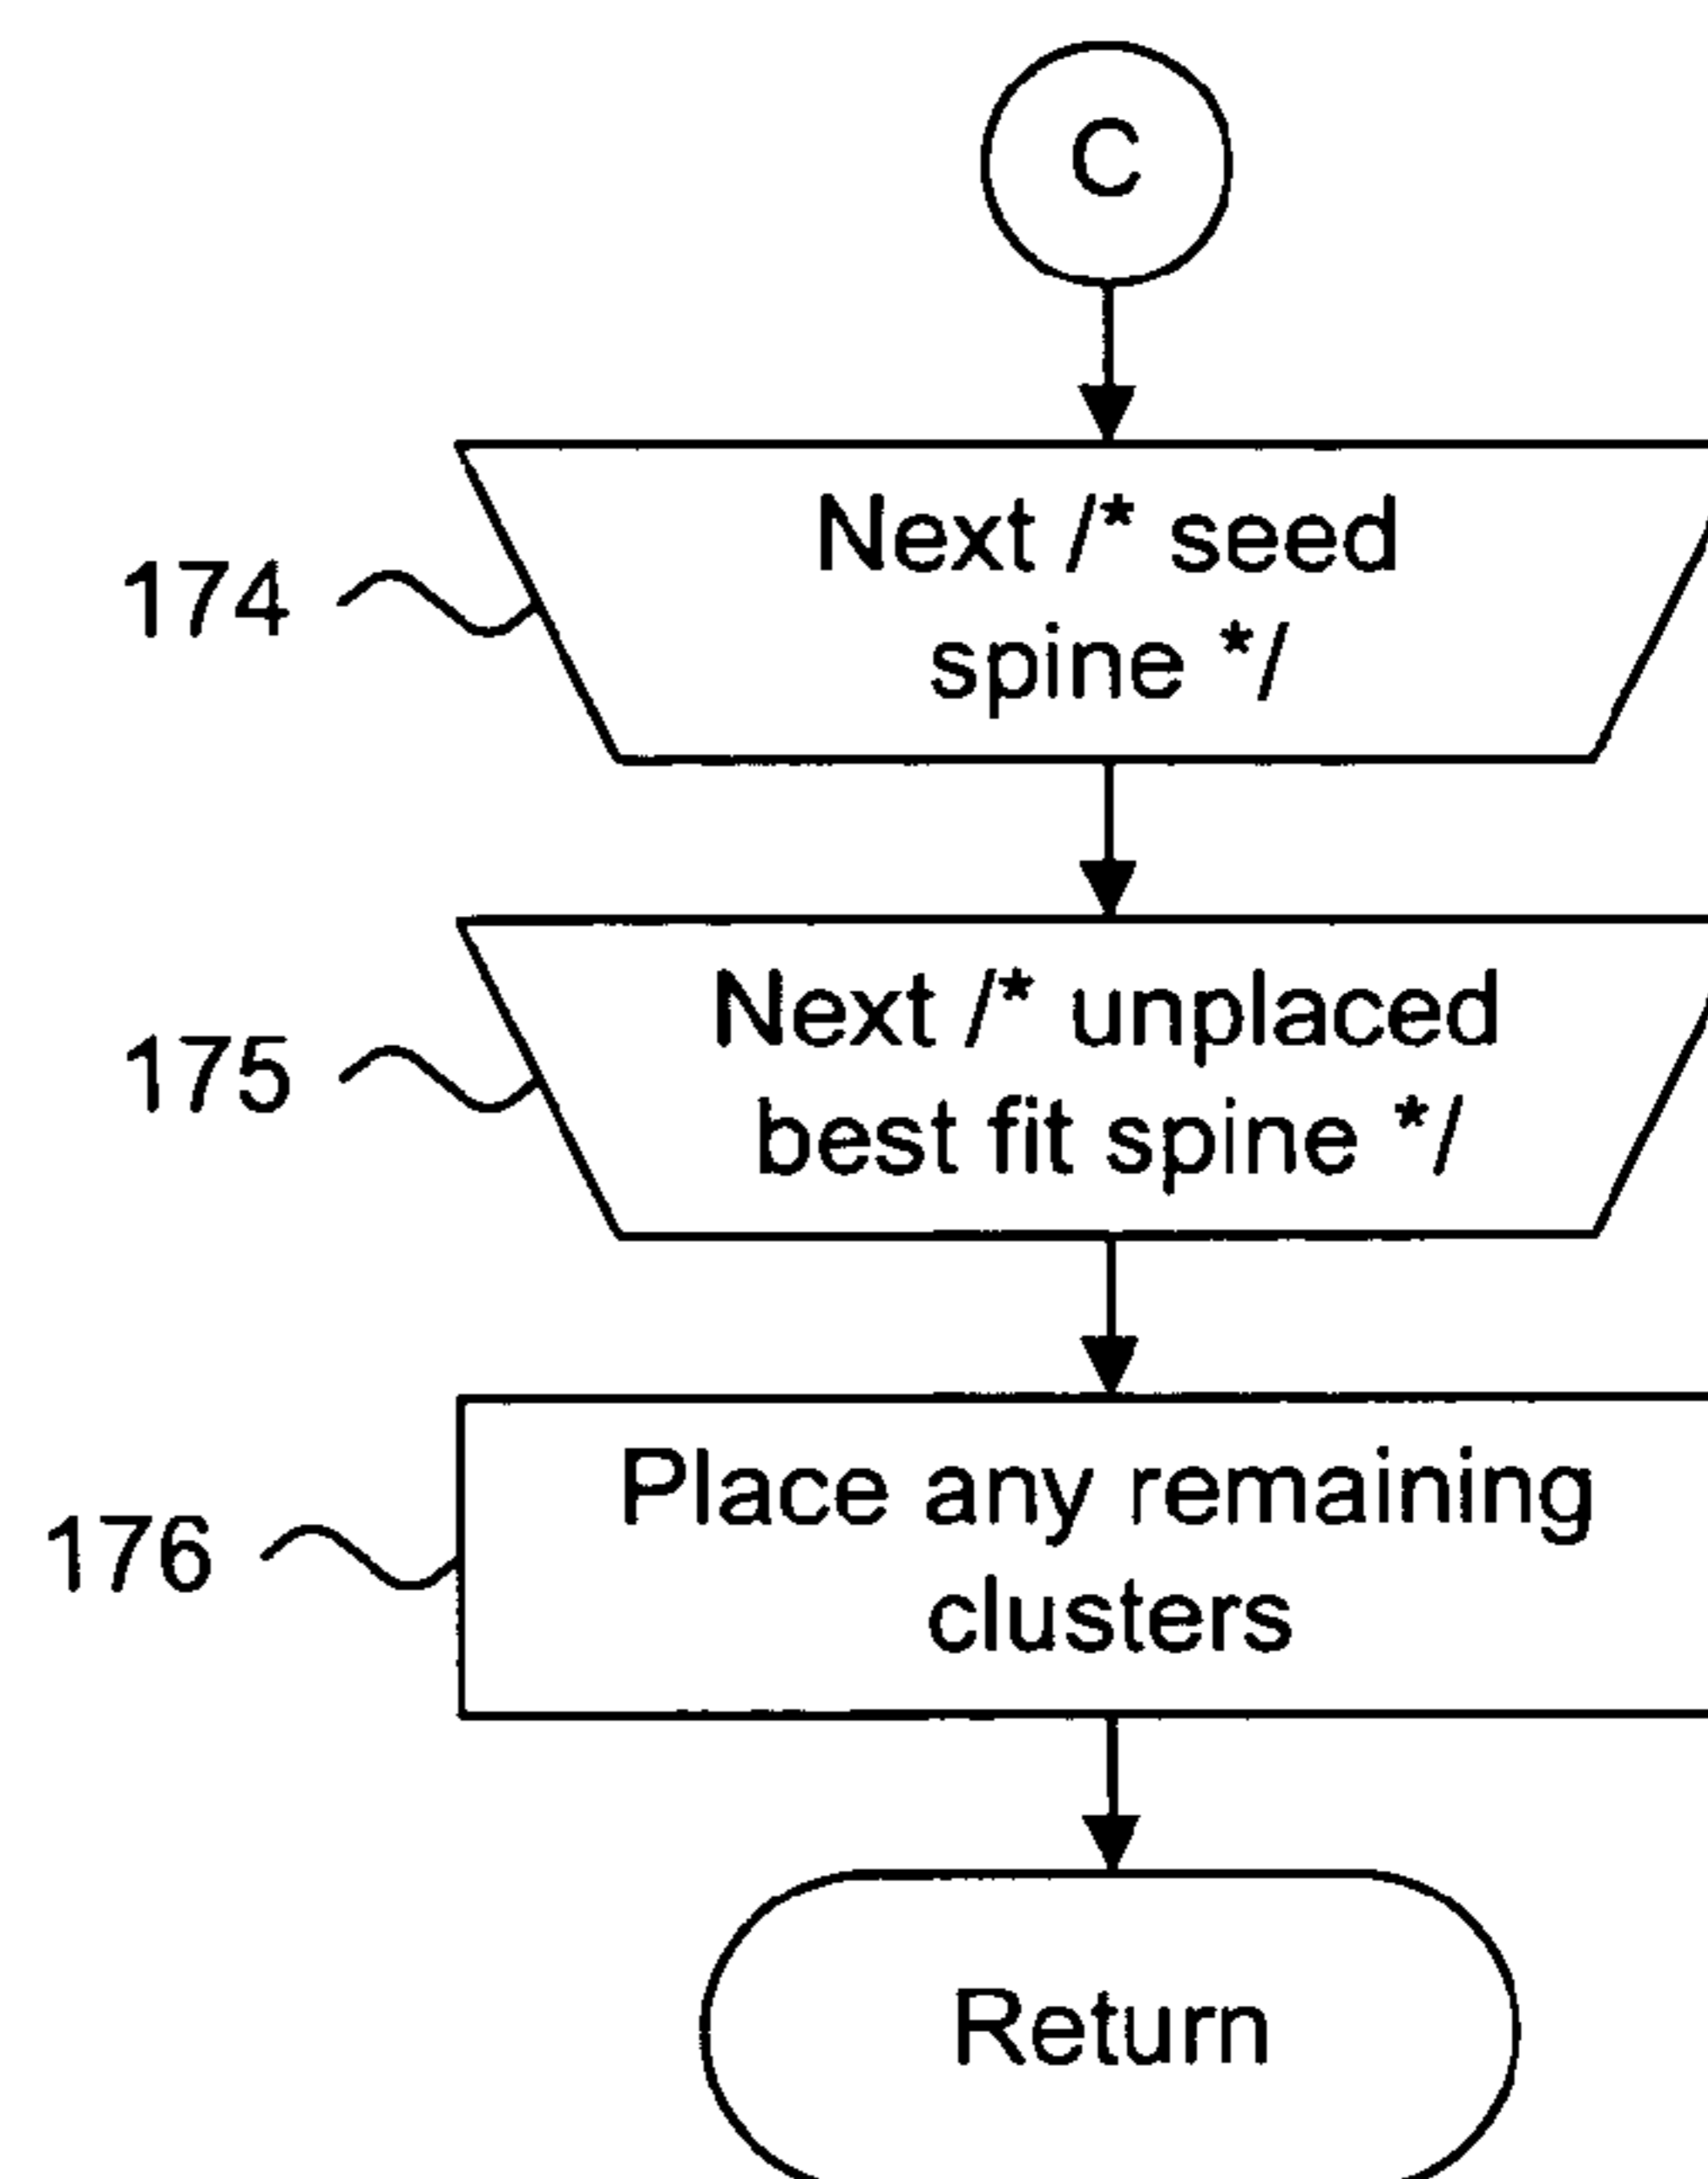 C
174
Next /* seed
spine */
175
Next /* unplaced
best fit spine */
176
Place any remaining
clusters
Return